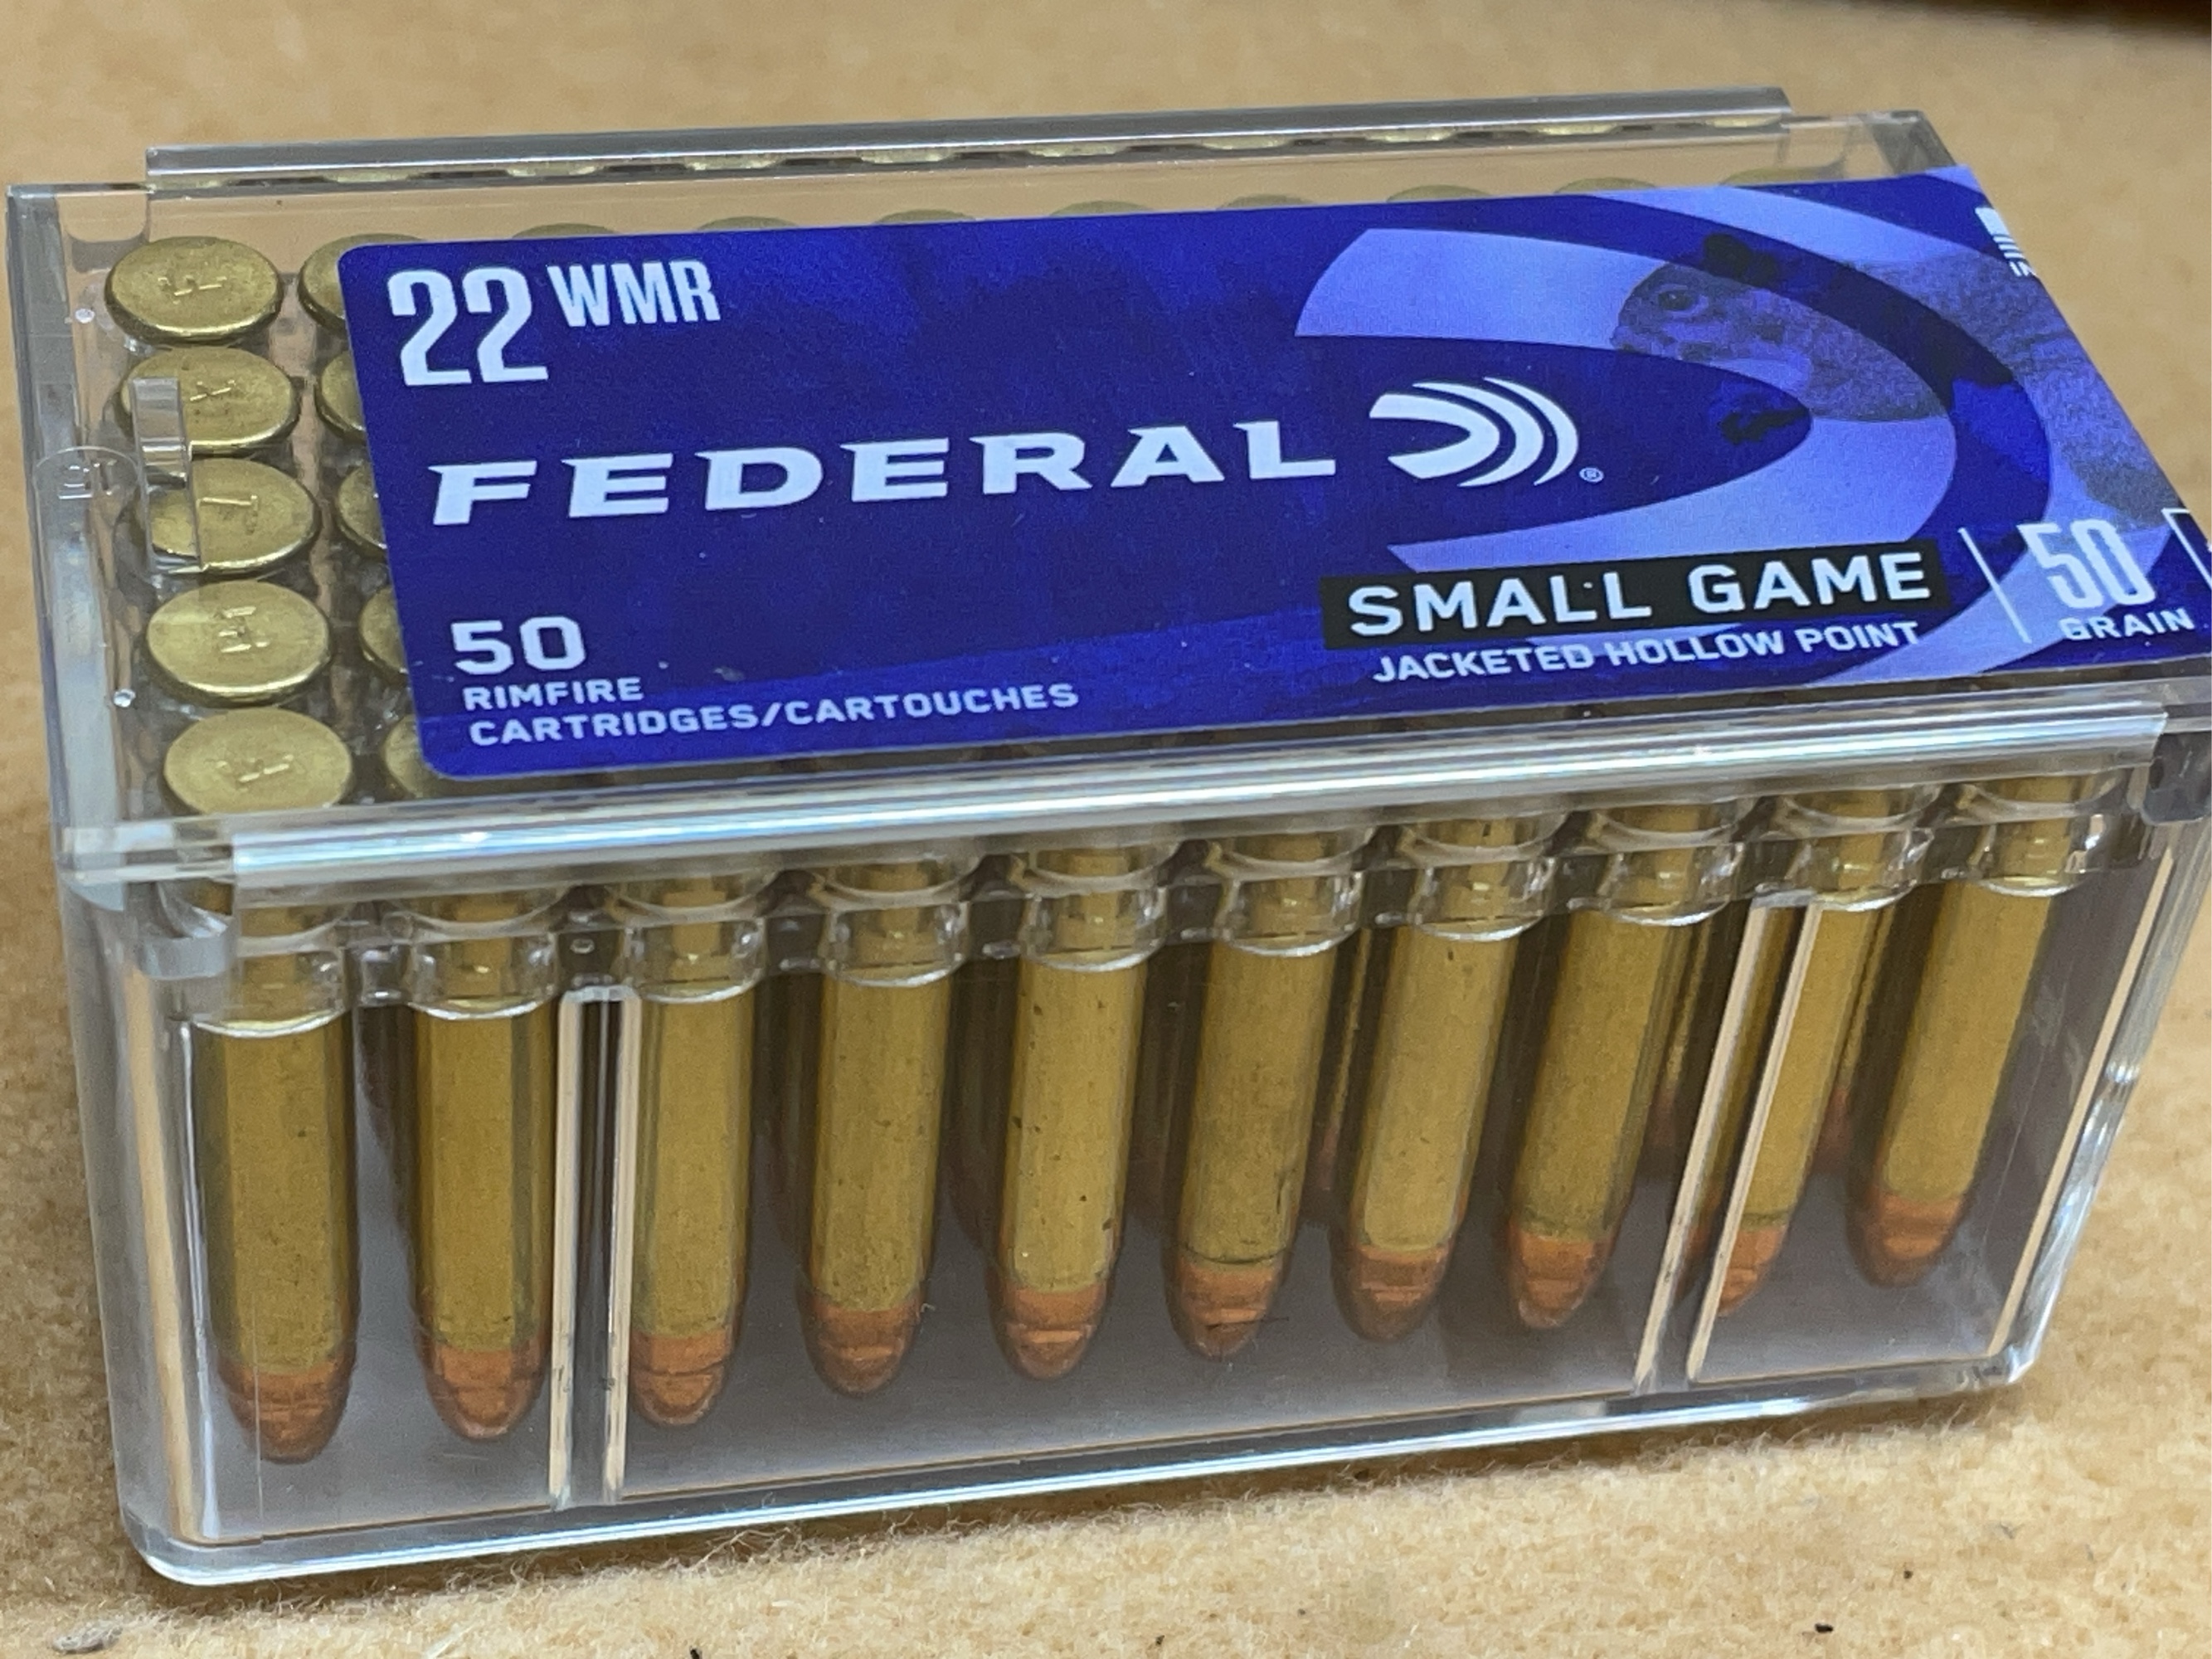 22 WMR
FEDERAL ®
50
RIMFIRE
CARTRIDGES/CARTOUCHES
SMALL GAME
JACKETED HOLLOW POINT
50
GRAIN
F